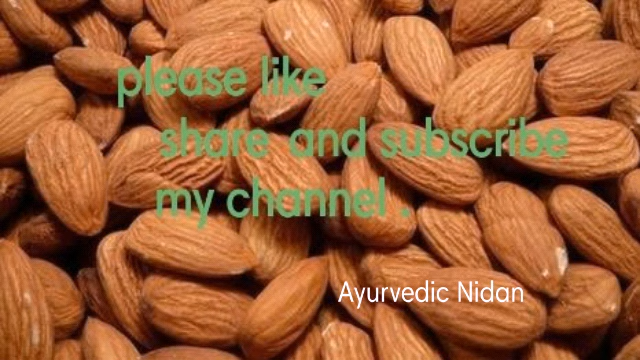 please like
share and subscribe
my channel .
Ayurvedic Nidan